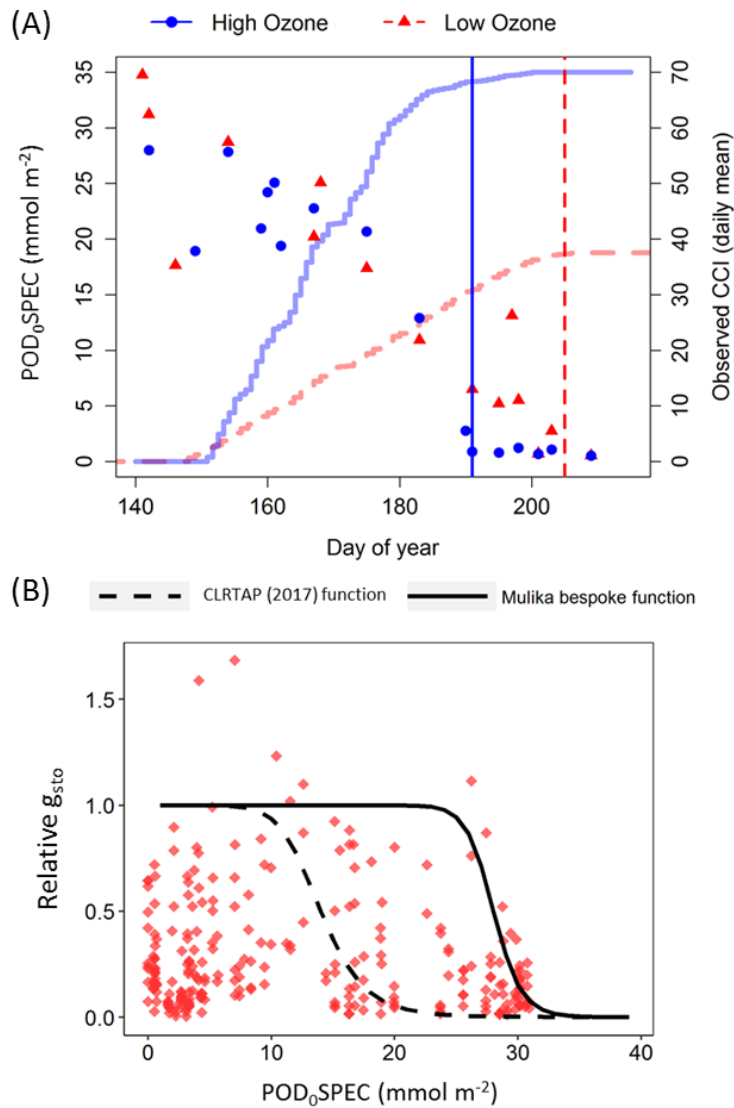 (A)
High Ozone
Low Ozone
POD₀SPEC (mmol m⁻²)
35
30
25
20
15
10
5
0
70
60
50
40
30
20
10
0
Observed CCI (daily mean)
140
160
180
200
Day of year
(B)
CLRTAP (2017) function
Mulika bespoke function
Relative gsto
1.5
1.0
0.5
0.0
0
10
20
30
40
POD₀SPEC (mmol m⁻²)